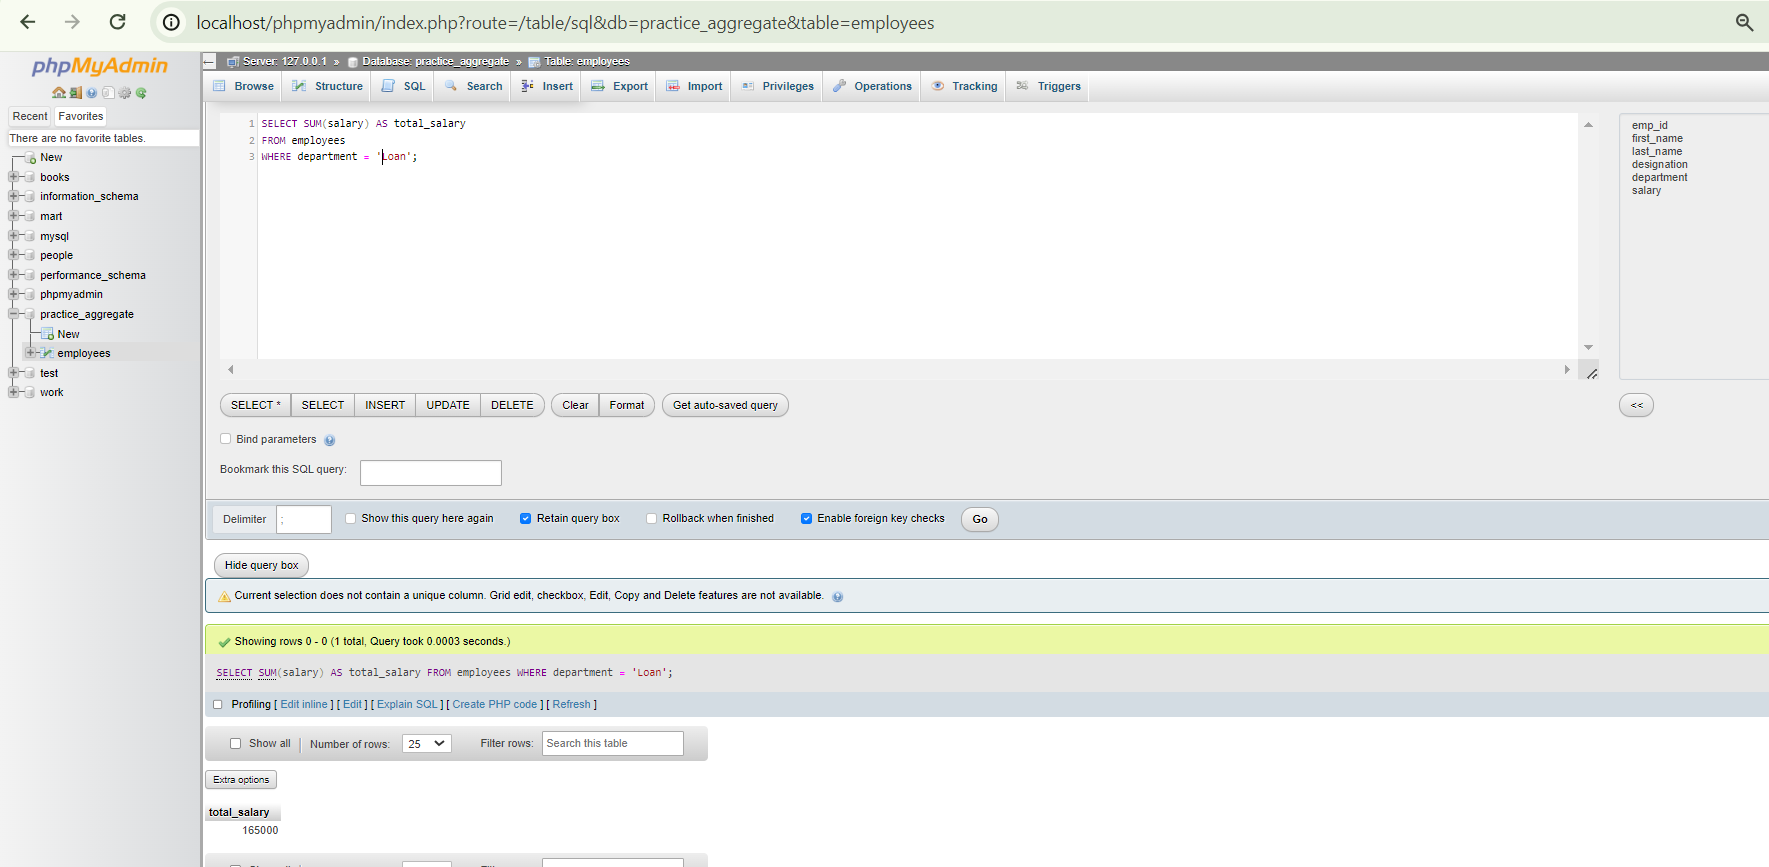 localhost/phpmyadmin/index.php?route=/table/sql&db=practice_aggregate&table=employees
phpMyAdmin
Recent Favorites
There are no favorite tables.
New
books
information_schema
mart
mysql
people
performance_schema
phpmyadmin
practice_aggregate
New
employees
test
work
Server: 127.0.0.1 » Database: practice_aggregate » Table: employees
Browse Structure SQL Search Insert Export Import Privileges Operations Tracking Triggers
1 SELECT SUM(salary) AS total_salary
2 FROM employees
3 WHERE department = 'Loan';
emp_id
first_name
last_name
designation
department
salary
SELECT * SELECT INSERT UPDATE DELETE Clear Format Get auto-saved query <<
Bind parameters
Bookmark this SQL query:
Delimiter ; Show this query here again Retain query box Rollback when finished Enable foreign key checks Go
Hide query box
Current selection does not contain a unique column. Grid edit, checkbox, Edit, Copy and Delete features are not available.
Showing rows 0 - 0 (1 total, Query took 0.0003 seconds.)
SELECT SUM(salary) AS total_salary FROM employees WHERE department = 'Loan';
Profiling [ Edit inline ] [ Edit ] [ Explain SQL ] [ Create PHP code ] [ Refresh ]
Show all Number of rows: 25 Filter rows: Search this table
Extra options
total_salary
165000